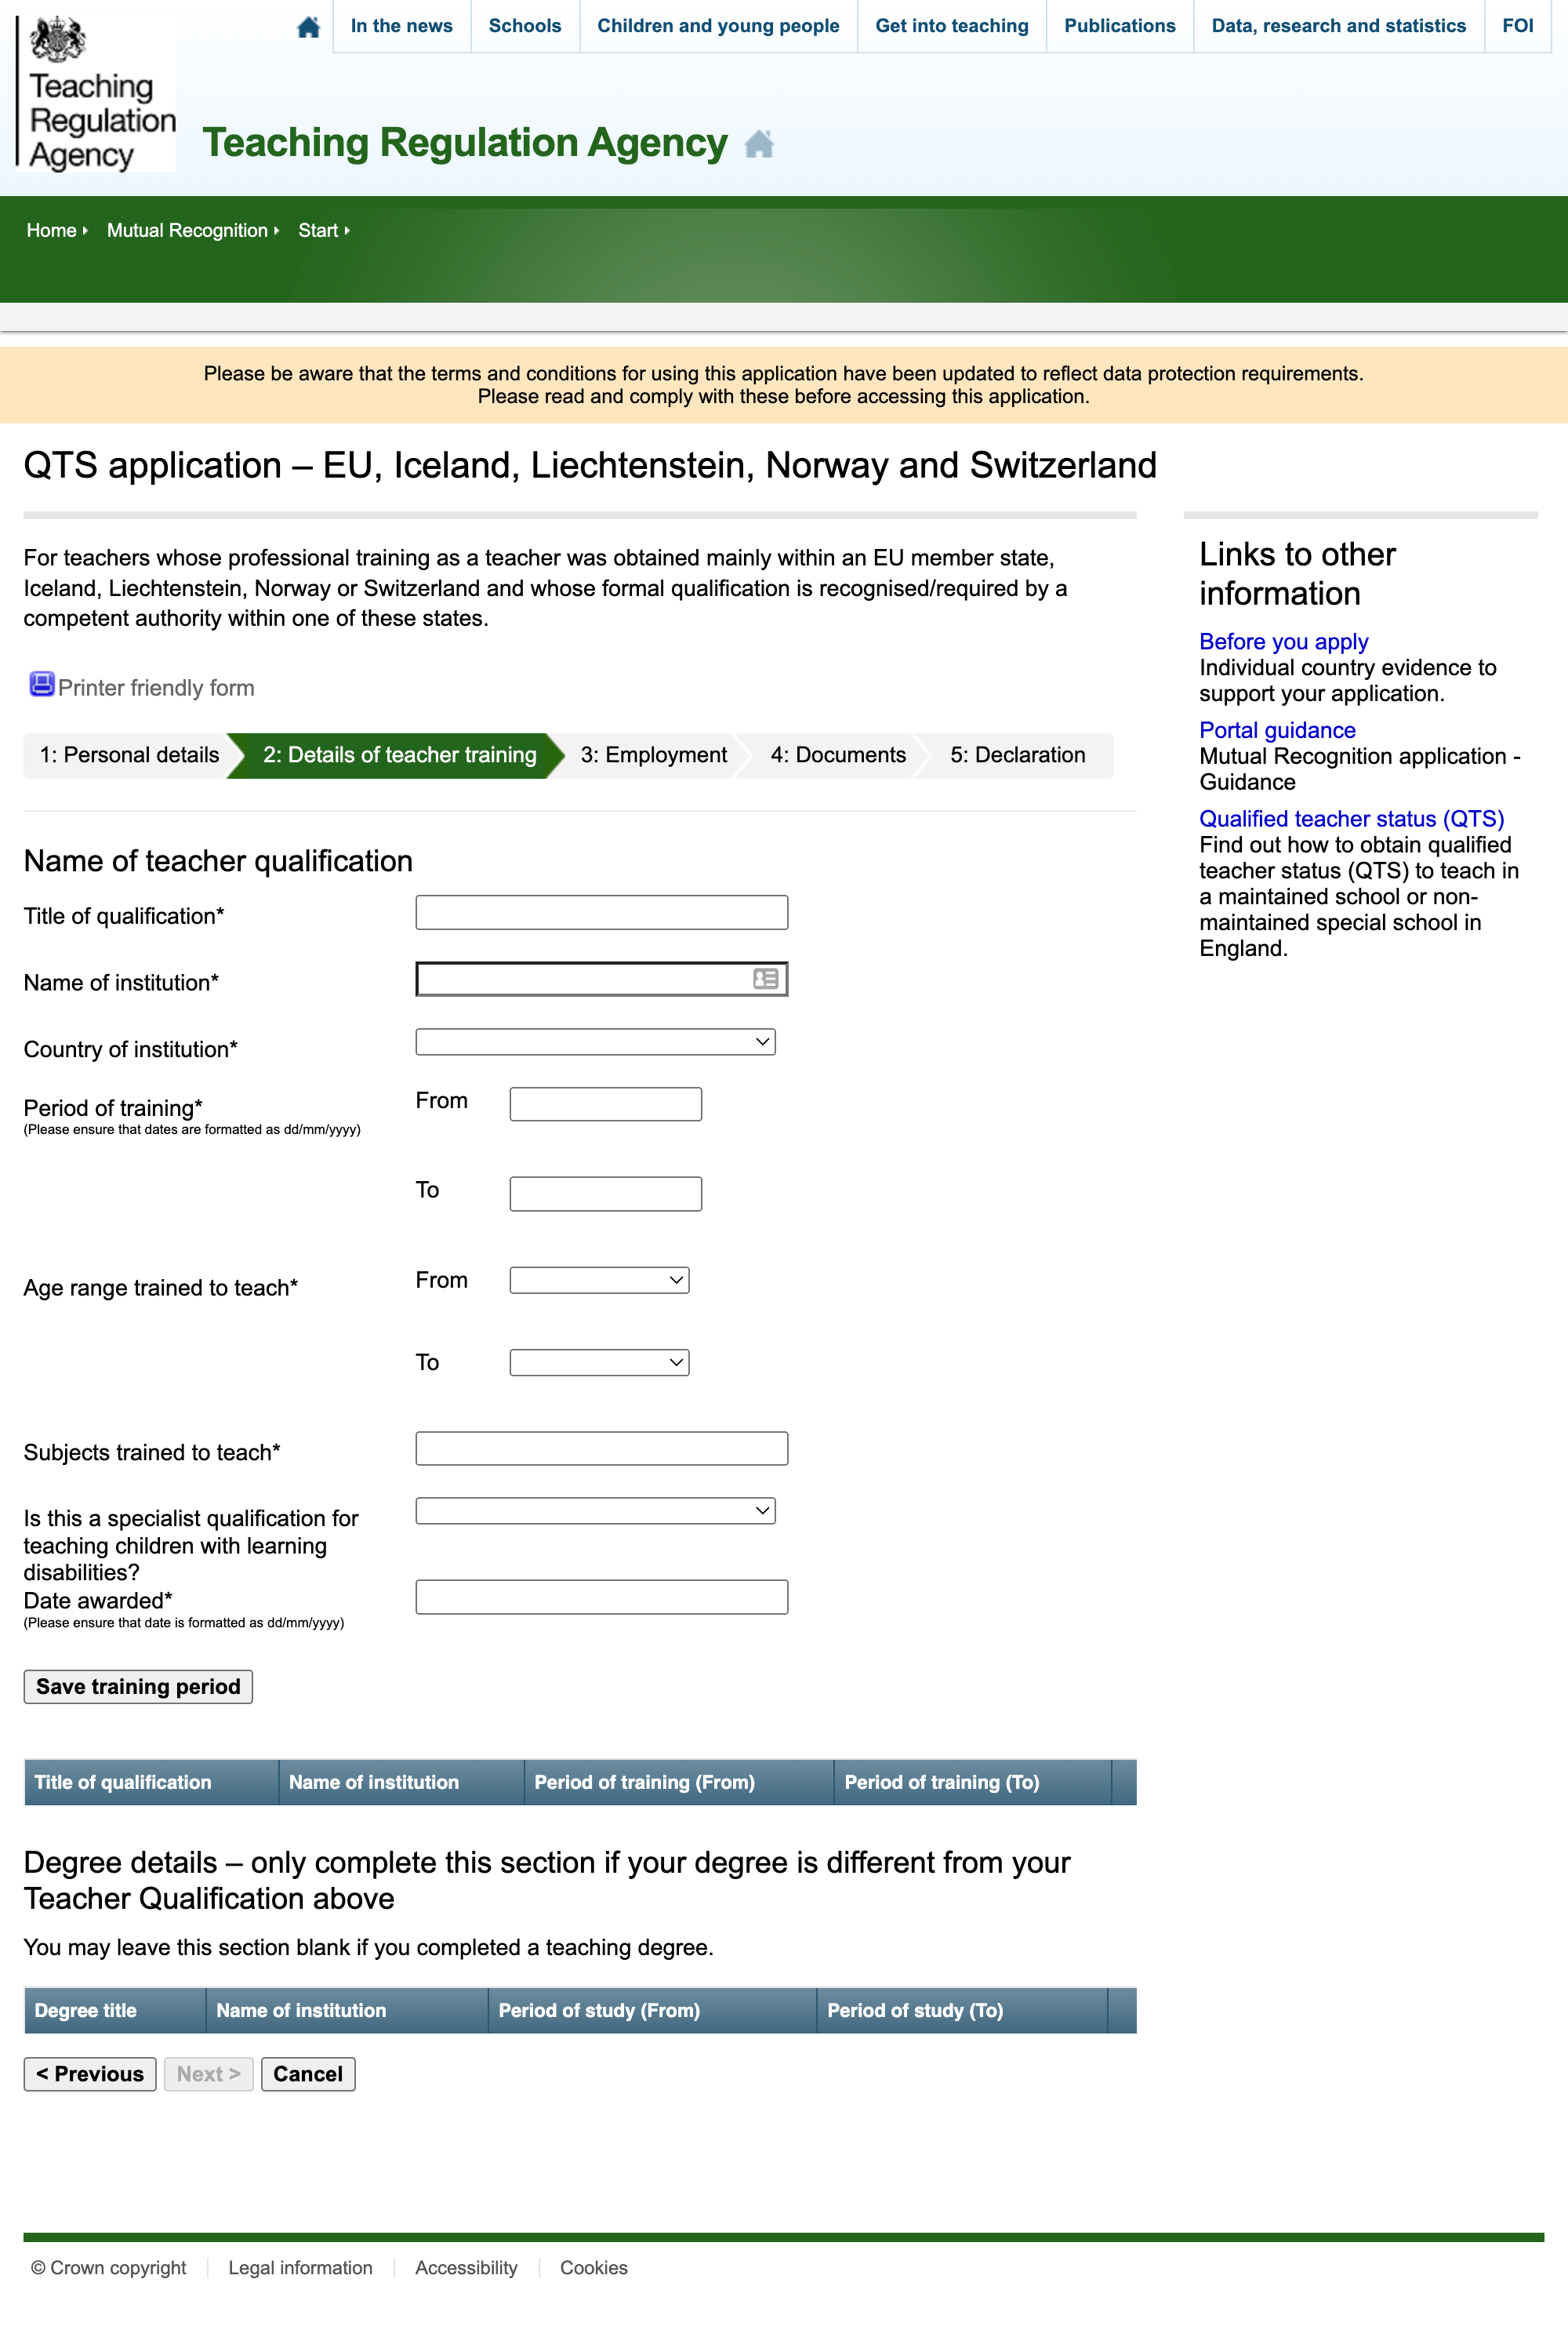 Teaching
Regulation
Agency
In the news
Schools
Children and young people
Get into teaching
Publications
Data, research and statistics
FOI
Teaching Regulation Agency
Home
Mutual Recognition
Start
Please be aware that the terms and conditions for using this application have been updated to reflect data protection requirements.
Please read and comply with these before accessing this application.
QTS application – EU, Iceland, Liechtenstein, Norway and Switzerland
For teachers whose professional training as a teacher was obtained mainly within an EU member state,
Iceland, Liechtenstein, Norway or Switzerland and whose formal qualification is recognised/required by a
competent authority within one of these states.
Printer friendly form
1: Personal details
2: Details of teacher training
3: Employment
4: Documents
5: Declaration
Name of teacher qualification
Title of qualification*
Name of institution*
Country of institution*
Period of training*
(Please ensure that dates are formatted as dd/mm/yyyy)
From
To
Age range trained to teach*
From
To
Subjects trained to teach*
Is this a specialist qualification for
teaching children with learning
disabilities?
Date awarded*
(Please ensure that date is formatted as dd/mm/yyyy)
Save training period
Title of qualification
Name of institution
Period of training (From)
Period of training (To)
Degree details – only complete this section if your degree is different from your
Teacher Qualification above
You may leave this section blank if you completed a teaching degree.
Degree title
Name of institution
Period of study (From)
Period of study (To)
< Previous
Next >
Cancel
Links to other
information
Before you apply
Individual country evidence to
support your application.
Portal guidance
Mutual Recognition application -
Guidance
Qualified teacher status (QTS)
Find out how to obtain qualified
teacher status (QTS) to teach in
a maintained school or non-
maintained special school in
England.
© Crown copyright
Legal information
Accessibility
Cookies